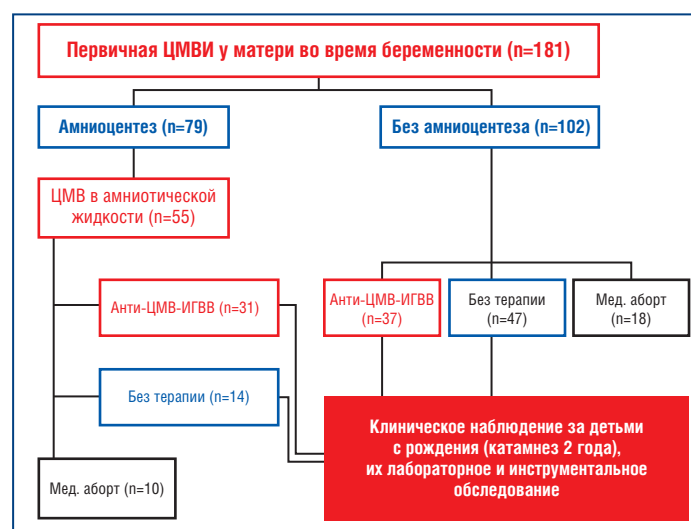 Первичная ЦМВИ у матери во время беременности (n=181)
Амниоцентез (n=79)
Без амниоцентеза (n=102)
ЦМВ в амниотической
жидкости (n=55)
Анти-ЦМВ-ИГВВ (n=31)
Анти-ЦМВ-ИГВВ
(n=37)
Без терапии
(n=47)
Мед. аборт
(n=18)
Без терапии (n=14)
Мед. аборт (n=10)
Клиническое наблюдение за детьми
с рождения (катамнез 2 года),
их лабораторное и инструментальное
обследование